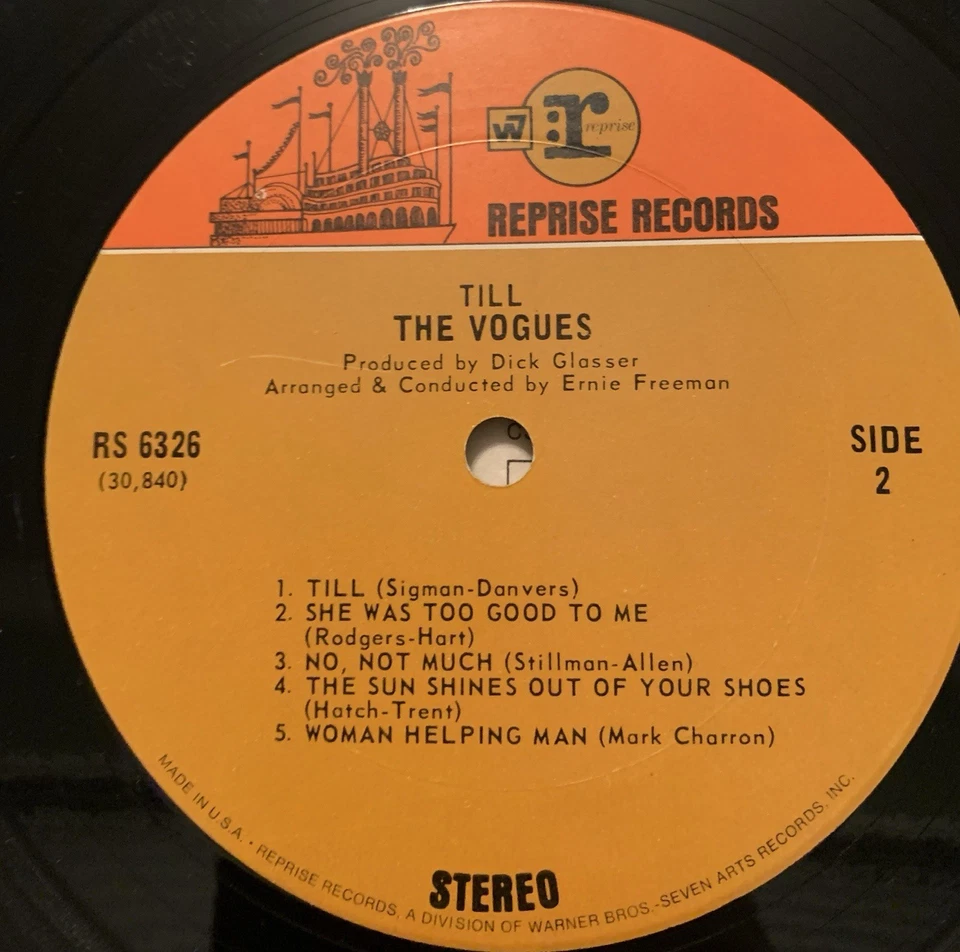 W7
r reprise
REPRISE RECORDS
TILL
THE VOGUES
Produced by Dick Glasser
Arranged & Conducted by Ernie Freeman
RS 6326
(30,840)
SIDE
2
1. TILL (Sigman-Danvers)
2. SHE WAS TOO GOOD TO ME
(Rodgers-Hart)
3. NO, NOT MUCH (Stillman-Allen)
4. THE SUN SHINES OUT OF YOUR SHOES
(Hatch-Trent)
5. WOMAN HELPING MAN (Mark Charron)
STEREO
MADE IN U.S.A. • REPRISE RECORDS, A DIVISION OF WARNER BROS.-SEVEN ARTS RECORDS, INC.